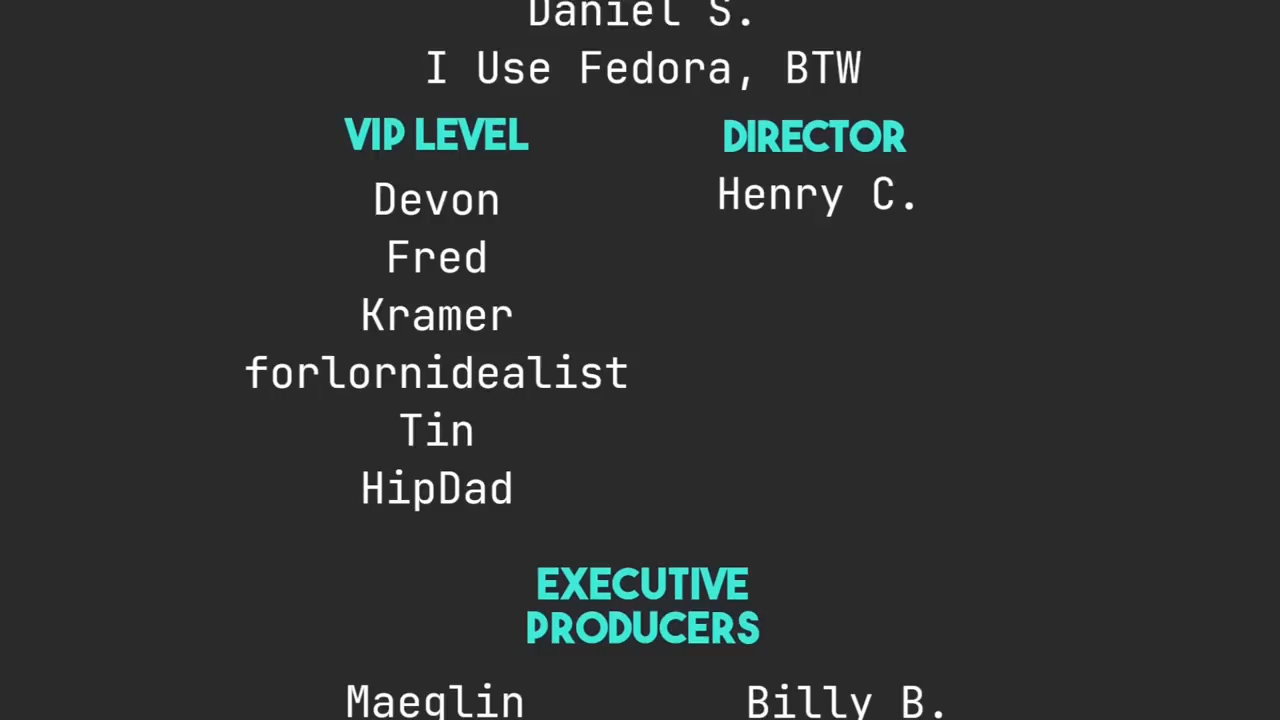 Daniel S.
I Use Fedora, BTW
VIP LEVEL
Devon
Fred
Kramer
forlornidealist
Tin
HipDad
DIRECTOR
Henry C.
EXECUTIVE
PRODUCERS
Maeglin
Billy B.